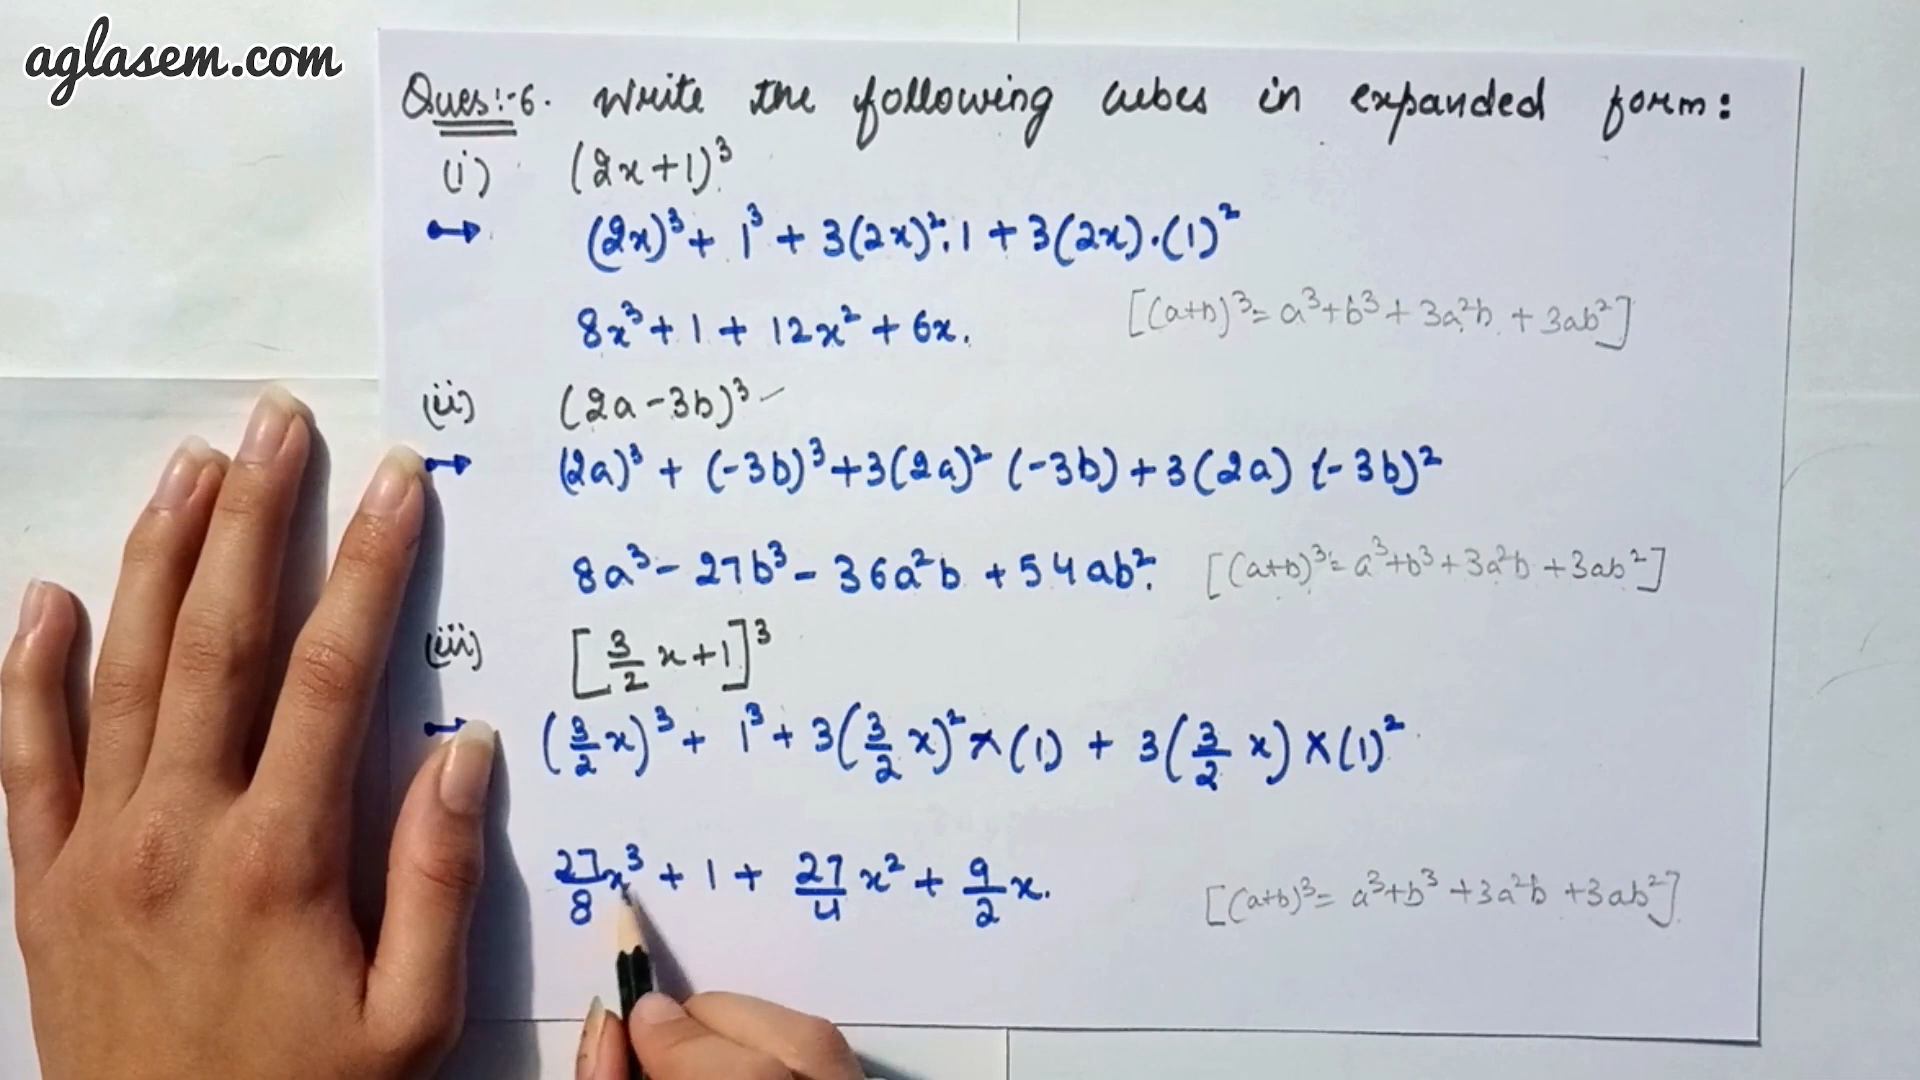 aglasem.com
Ques:-6. Write the following cubes in expanded form:
(i) (2x+1)³
(2x)³ + 1³ + 3(2x)².1 + 3(2x).(1)²
8x³ + 1 + 12x² + 6x.
[(a+b)³= a³+b³+3a²b + 3ab²]
(ii) (2a-3b)³
(2a)³ + (-3b)³+3(2a)² (-3b) + 3(2a) (-3b)²
8a³ - 27b³ - 36a²b + 54ab².
[(a+b)³= a³+b³+3a²b +3ab²]
(iii) [3/2 x+1]³
(3/2 x)³ + 1³ + 3(3/2 x)² × (1) + 3(3/2 x) × (1)²
27/8 x³ + 1 + 27/4 x² + 9/2 x.
[(a+b)³= a³+b³ +3a²b +3ab²]